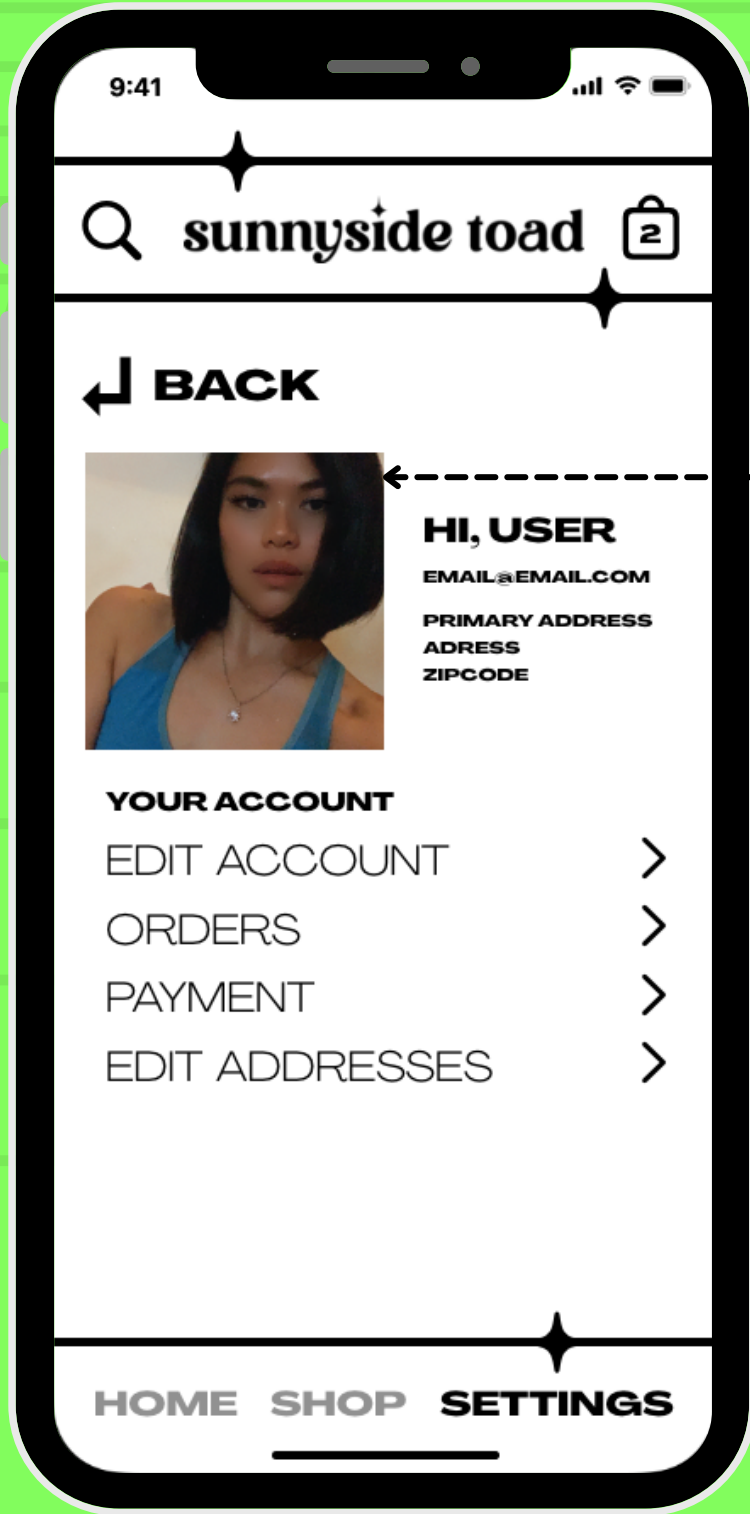 9:41
sunnyside toad
2
BACK
HI, USER
EMAIL@EMAIL.COM
PRIMARY ADDRESS
ADRESS
ZIPCODE
YOUR ACCOUNT
EDIT ACCOUNT
ORDERS
PAYMENT
EDIT ADDRESSES
HOME SHOP SETTINGS